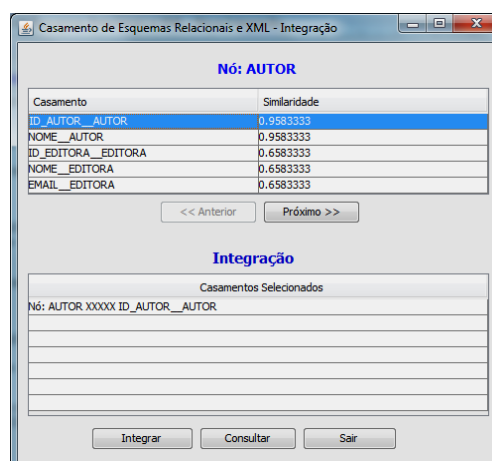 Casamento de Esquemas Relacionais e XML - Integração
Nó: AUTOR
Casamento Similaridade
ID_AUTOR__AUTOR 0.9583333
NOME__AUTOR 0.9583333
ID_EDITORA__EDITORA 0.6583333
NOME__EDITORA 0.6583333
EMAIL__EDITORA 0.6583333
<< Anterior Próximo >>
Integração
Casamentos Selecionados
Nó: AUTOR XXXXX ID_AUTOR__AUTOR
Integrar Consultar Sair